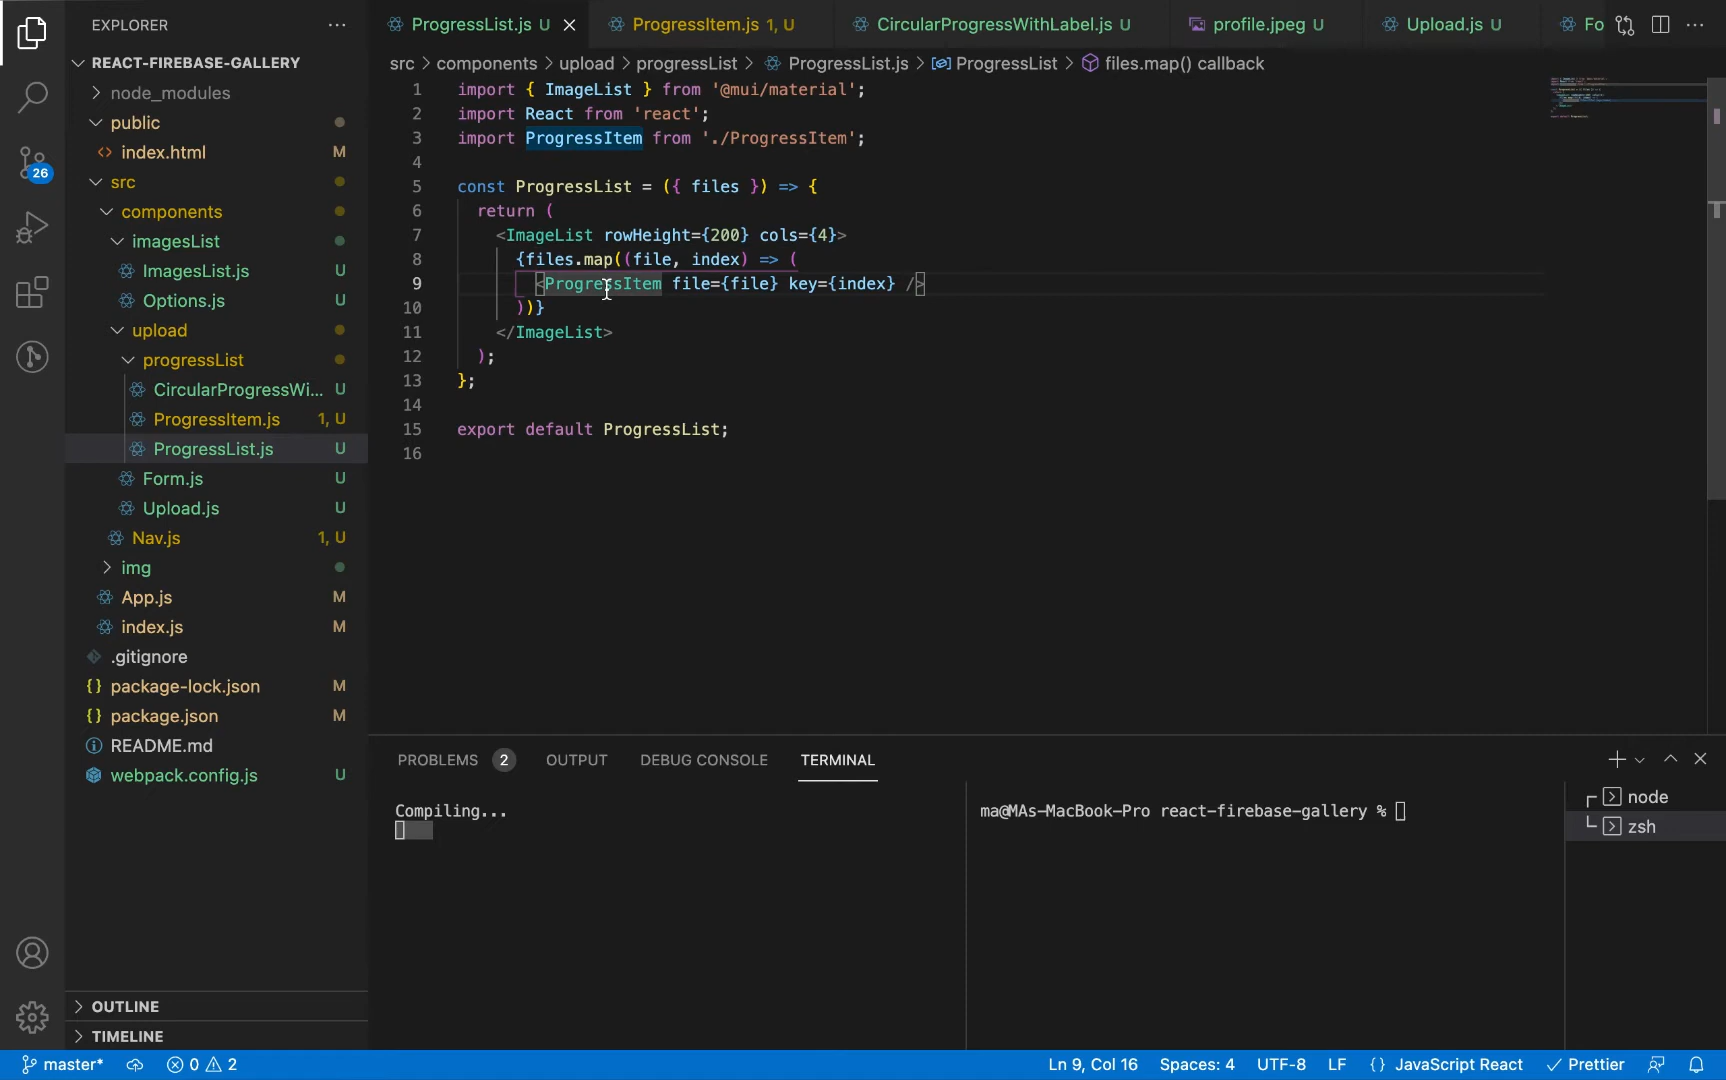 EXPLORER
REACT-FIREBASE-GALLERY
node_modules
public
index.html M
src
components
imagesList
ImagesList.js U
Options.js U
upload
progressList
CircularProgressWi... U
ProgressItem.js 1, U
ProgressList.js U
Form.js U
Upload.js U
Nav.js 1, U
img
App.js M
index.js M
.gitignore
package-lock.json M
package.json M
README.md
webpack.config.js U
OUTLINE
TIMELINE
26
ProgressList.js U
ProgressItem.js 1, U
CircularProgressWithLabel.js U
profile.jpeg U
Upload.js U
Fo
src > components > upload > progressList > ProgressList.js > ProgressList > files.map() callback
1 import { ImageList } from '@mui/material';
2 import React from 'react';
3 import ProgressItem from './ProgressItem';
4
5 const ProgressList = ({ files }) => {
6 return (
7 <ImageList rowHeight={200} cols={4}>
8 {files.map((file, index) => (
9 <ProgressItem file={file} key={index} />
10 ))}
11 </ImageList>
12 );
13 };
14
15 export default ProgressList;
16
PROBLEMS 2 OUTPUT DEBUG CONSOLE TERMINAL
Compiling...
ma@MAs-MacBook-Pro react-firebase-gallery %
node
zsh
master* 0 2 Ln 9, Col 16 Spaces: 4 UTF-8 LF {} JavaScript React Prettier